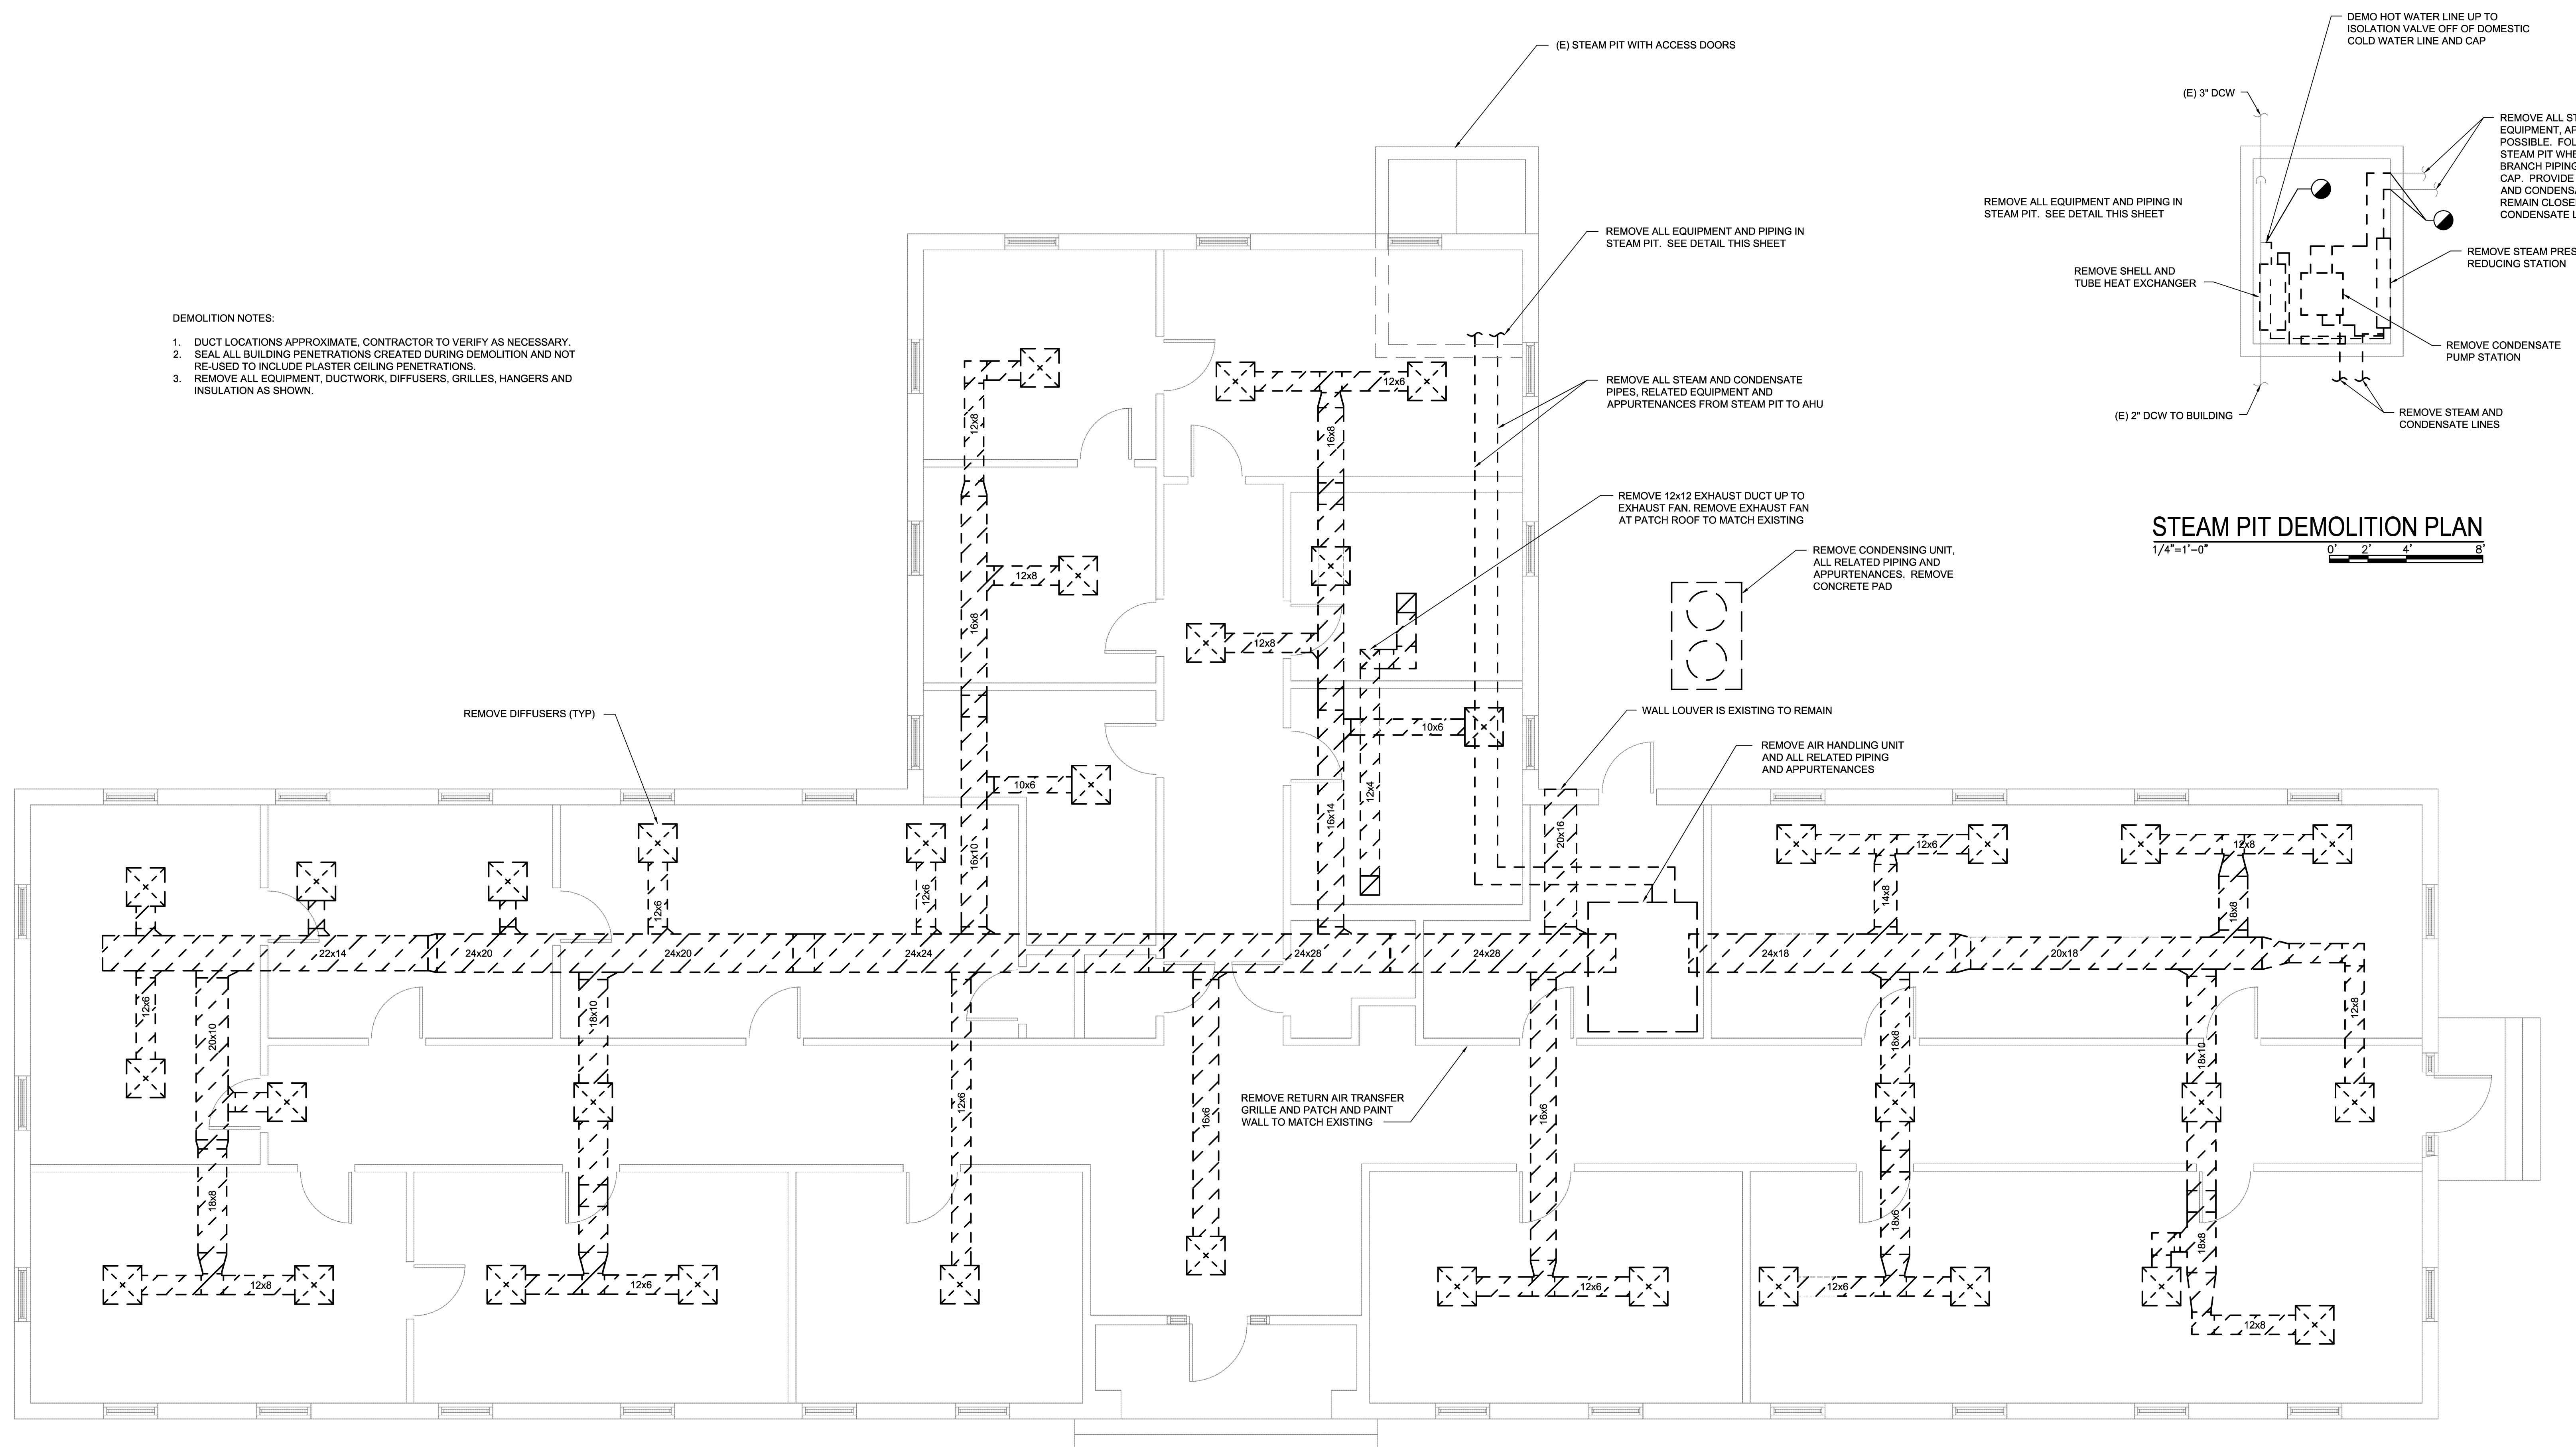 DEMO HOT WATER LINE UP TO
ISOLATION VALVE OFF OF DOMESTIC
COLD WATER LINE AND CAP
(E) STEAM PIT WITH ACCESS DOORS
(E) 3" DCW
REMOVE ALL
EQUIPMENT,
POSSIBLE.
STEAM PIT
BRANCH PIPING
CAP. PROVIDE
AND
REMAIN
CONDENSATE
REMOVE ALL EQUIPMENT AND PIPING IN
STEAM PIT. SEE DETAIL THIS SHEET
REMOVE ALL EQUIPMENT AND PIPING IN
STEAM PIT. SEE DETAIL THIS SHEET
REMOVE STEAM
REDUCING STATION
REMOVE SHELL AND
TUBE HEAT EXCHANGER
REMOVE CONDENSATE
PUMP STATION
(E) 2" DCW TO BUILDING
REMOVE STEAM AND
CONDENSATE LINES
STEAM PIT DEMOLITION PLAN
1/4"=1'-0"
0' 2' 4' 8'
DEMOLITION NOTES:
1. DUCT LOCATIONS APPROXIMATE, CONTRACTOR TO VERIFY AS NECESSARY.
2. SEAL ALL BUILDING PENETRATIONS CREATED DURING DEMOLITION AND NOT
RE-USED TO INCLUDE PLASTER CEILING PENETRATIONS.
3. REMOVE ALL EQUIPMENT, DUCTWORK, DIFFUSERS, GRILLES, HANGERS AND
INSULATION AS SHOWN.
REMOVE ALL STEAM AND CONDENSATE
PIPES, RELATED EQUIPMENT AND
APPURTENANCES FROM STEAM PIT TO AHU
REMOVE 12x12 EXHAUST DUCT UP TO
EXHAUST FAN. REMOVE EXHAUST FAN
AT PATCH ROOF TO MATCH EXISTING
REMOVE CONDENSING UNIT,
ALL RELATED PIPING AND
APPURTENANCES. REMOVE
CONCRETE PAD
REMOVE DIFFUSERS (TYP)
WALL LOUVER IS EXISTING TO REMAIN
REMOVE AIR HANDLING UNIT
AND ALL RELATED PIPING
AND APPURTENANCES
REMOVE RETURN AIR TRANSFER
GRILLE AND PATCH AND PAINT
WALL TO MATCH EXISTING
12x6
12x8
16x8
12x8
16x8
12x8
10x6
10x6
12x4
16x14
16x10
20x16
12x6
12x8
14x8
18x8
12x6
12x6
22x14
24x20
24x20
24x24
24x28
24x28
24x18
20x18
12x6
20x10
18x10
12x8
18x8
18x10
12x6
16x6
16x6
18x8
18x6
18x8
12x8
12x6
12x6
12x6
12x8